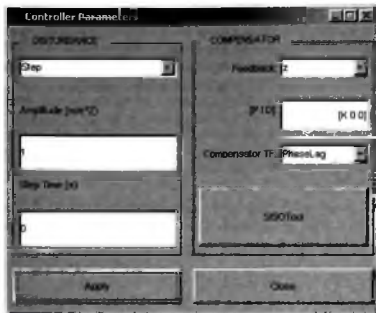 Controller Parameters
DISTURBANCE
Step
Amplitude
1
Step Time (s)
0
COMPENSATOR
Feedback: z
[P I D]
[K 0 0]
Compensator TF: PhaseLag
SISOTool
Apply
Close